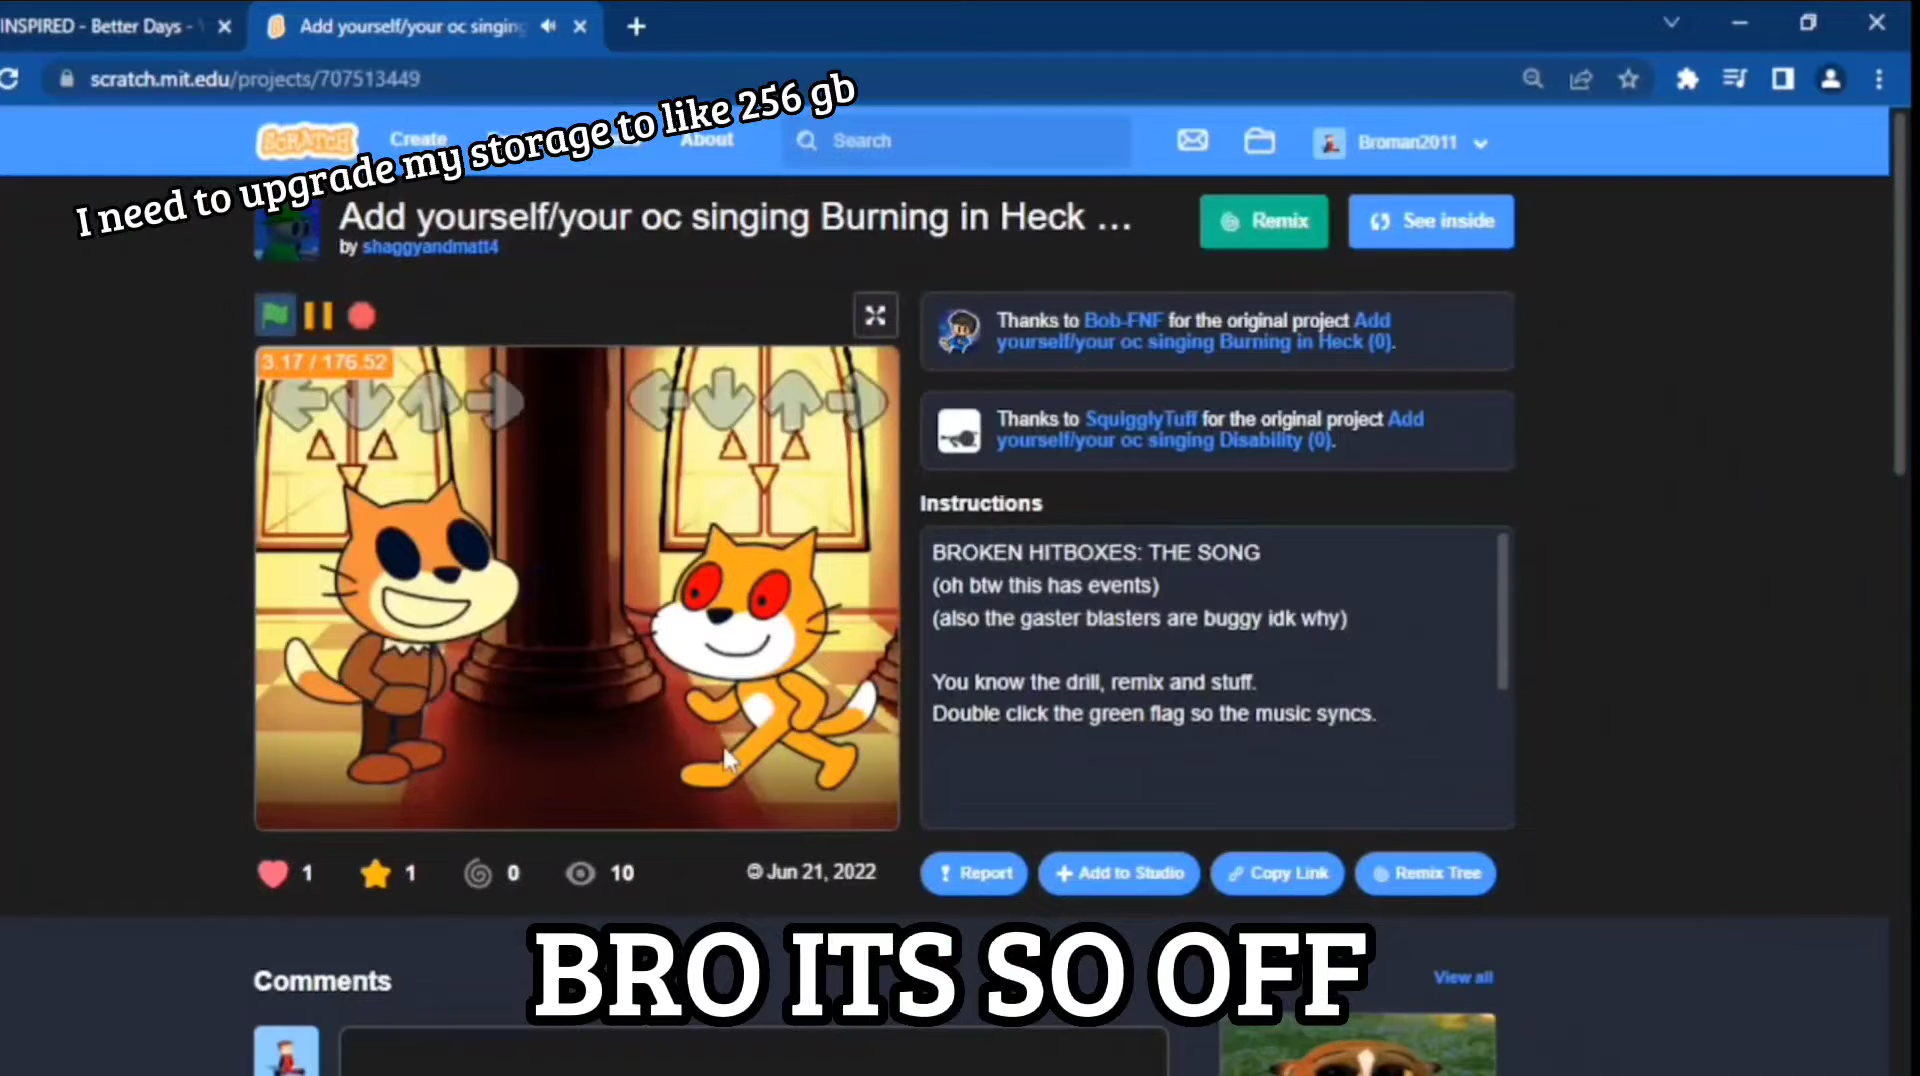 INSPIRED - Better Days -
Add yourself/your oc singin
scratch.mit.edu/projects/707513449
I need to upgrade my storage to like 256 gb
SCRATCH
Create
About
Search
Broman2011
Add yourself/your oc singing Burning in Heck ...
by shaggyandmatt4
Remix
See inside
3.17 / 176.52
Thanks to Bob-FNF for the original project Add
yourself/your oc singing Burning in Heck (0).
Thanks to SquigglyTuff for the original project Add
yourself/your oc singing Disability (0).
Instructions
BROKEN HITBOXES: THE SONG
(oh btw this has events)
(also the gaster blasters are buggy idk why)
You know the drill, remix and stuff.
Double click the green flag so the music syncs.
1
1
0
10
© Jun 21, 2022
Report
Add to Studio
Copy Link
Remix Tree
BRO ITS SO OFF
Comments
View all